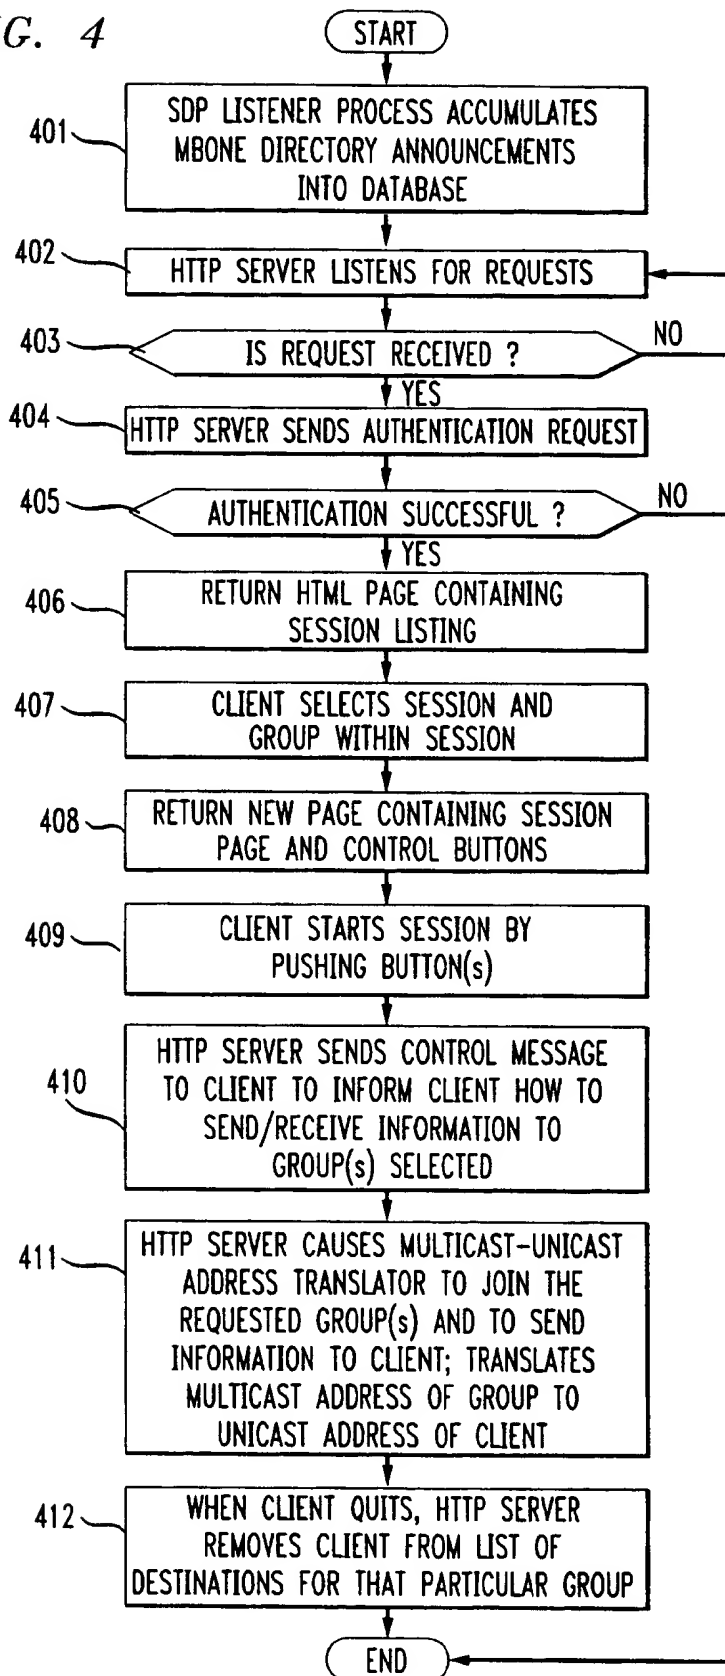 G. 4
START
401
SDP LISTENER PROCESS ACCUMULATES
MBONE DIRECTORY ANNOUNCEMENTS
INTO DATABASE
402
HTTP SERVER LISTENS FOR REQUESTS
403
IS REQUEST RECEIVED ?
NO
YES
404
HTTP SERVER SENDS AUTHENTICATION REQUEST
405
AUTHENTICATION SUCCESSFUL ?
NO
YES
406
RETURN HTML PAGE CONTAINING
SESSION LISTING
407
CLIENT SELECTS SESSION AND
GROUP WITHIN SESSION
408
RETURN NEW PAGE CONTAINING SESSION
PAGE AND CONTROL BUTTONS
409
CLIENT STARTS SESSION BY
PUSHING BUTTON(s)
410
HTTP SERVER SENDS CONTROL MESSAGE
TO CLIENT TO INFORM CLIENT HOW TO
SEND/RECEIVE INFORMATION TO
GROUP(s) SELECTED
411
HTTP SERVER CAUSES MULTICAST-UNICAST
ADDRESS TRANSLATOR TO JOIN THE
REQUESTED GROUP(s) AND TO SEND
INFORMATION TO CLIENT; TRANSLATES
MULTICAST ADDRESS OF GROUP TO
UNICAST ADDRESS OF CLIENT
412
WHEN CLIENT QUITS, HTTP SERVER
REMOVES CLIENT FROM LIST OF
DESTINATIONS FOR THAT PARTICULAR GROUP
END